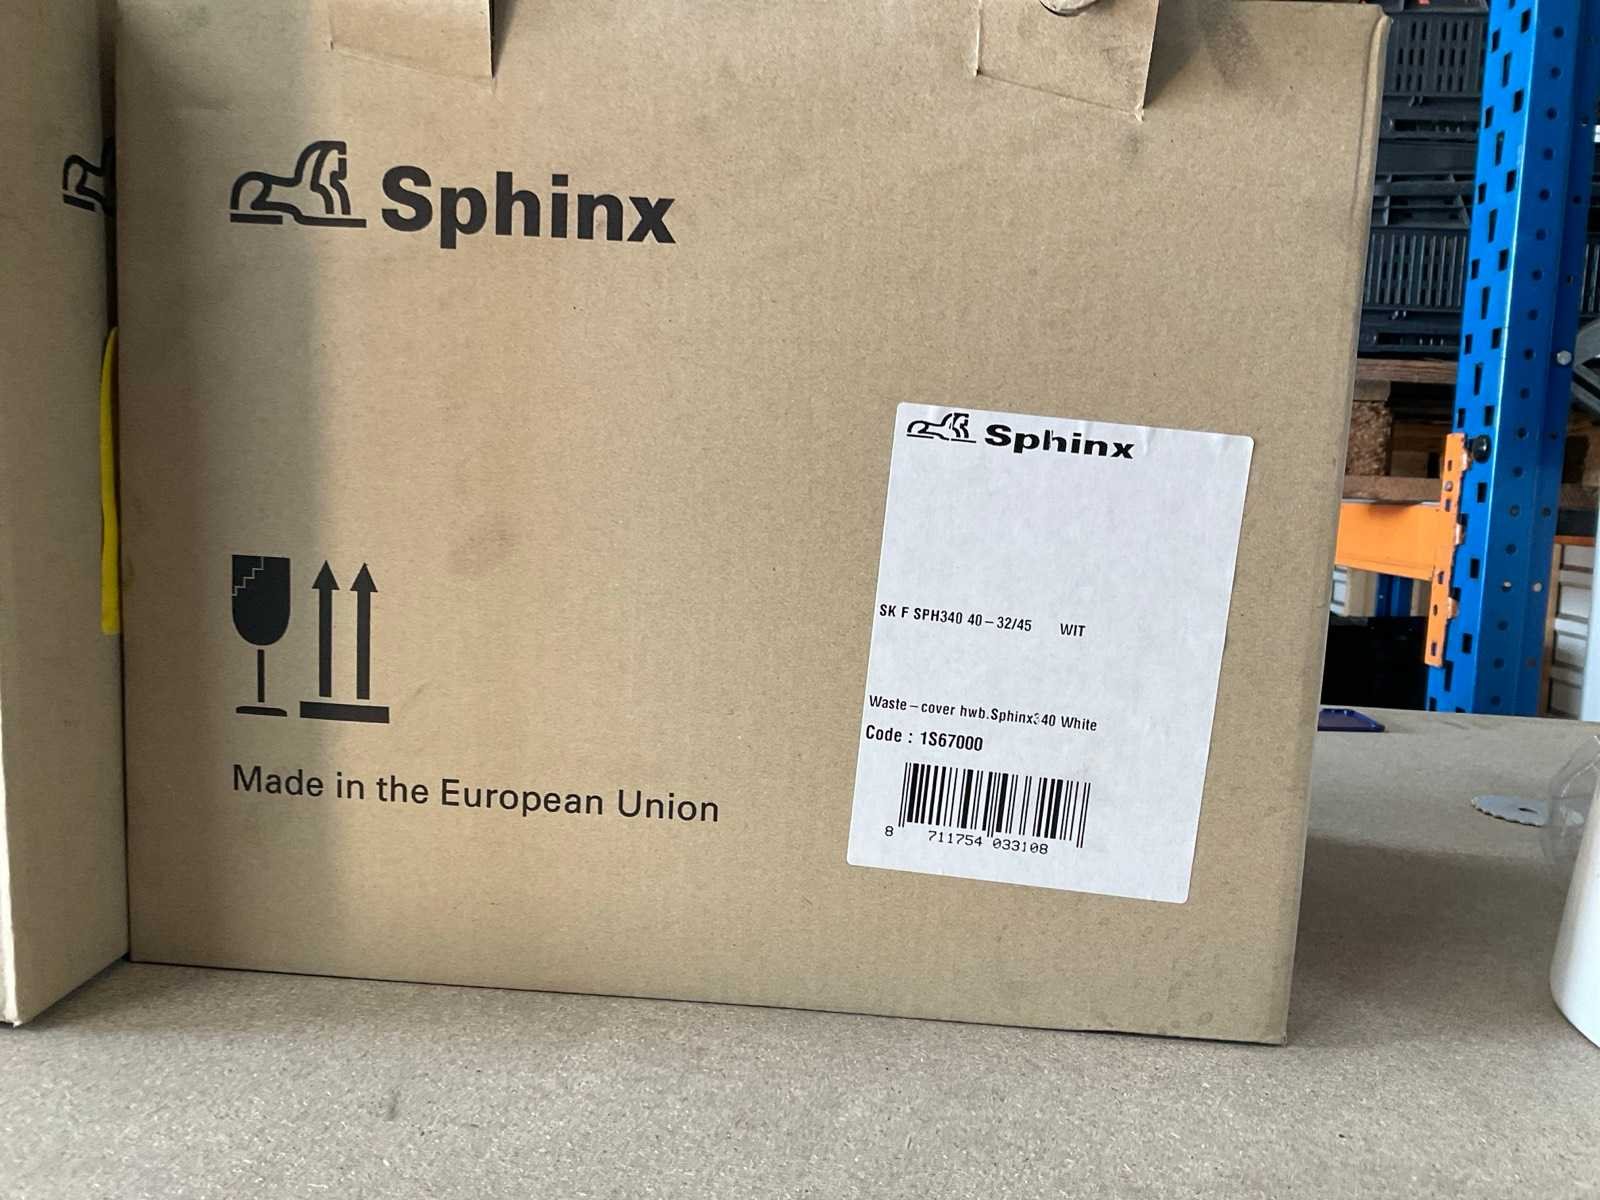 Sphinx
Sphinx
SK F SPH340 40-32/45 WIT
Waste-cover hwb.Sphinx340 White
Code : 1S67000
8 711754 033108
Made in the European Union